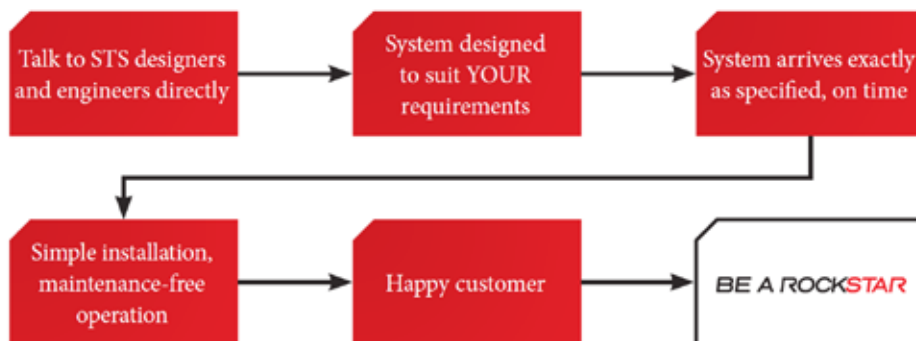 Talk to STS designers
and engineers directly
System designed
to suit YOUR
requirements
System arrives exactly
as specified, on time
Simple installation,
maintenance-free
operation
Happy customer
BE A ROCKSTAR